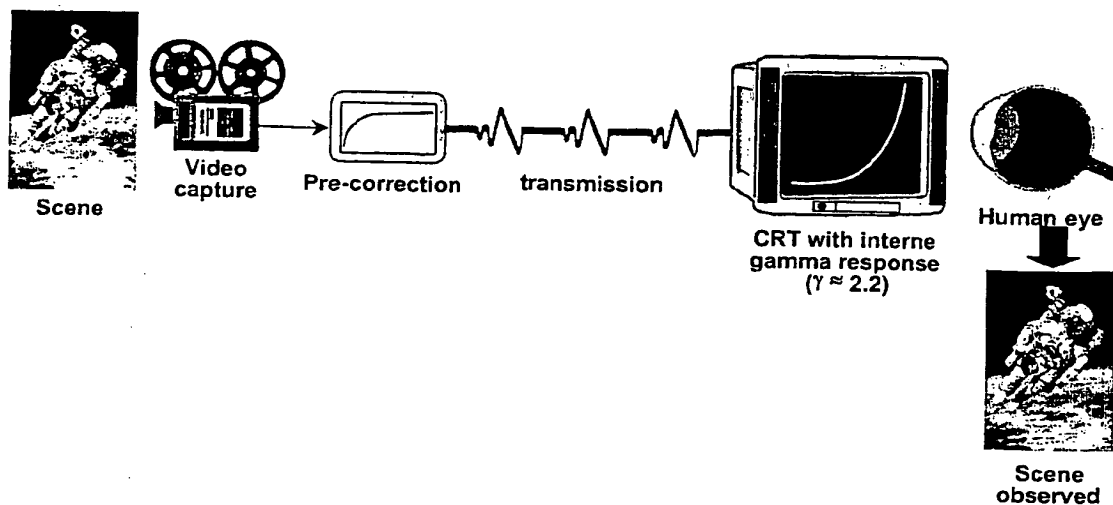 Scene
Video
capture
Pre-correction
transmission
CRT with interne
gamma response
(γ ≈ 2.2)
Human eye
Scene
observed